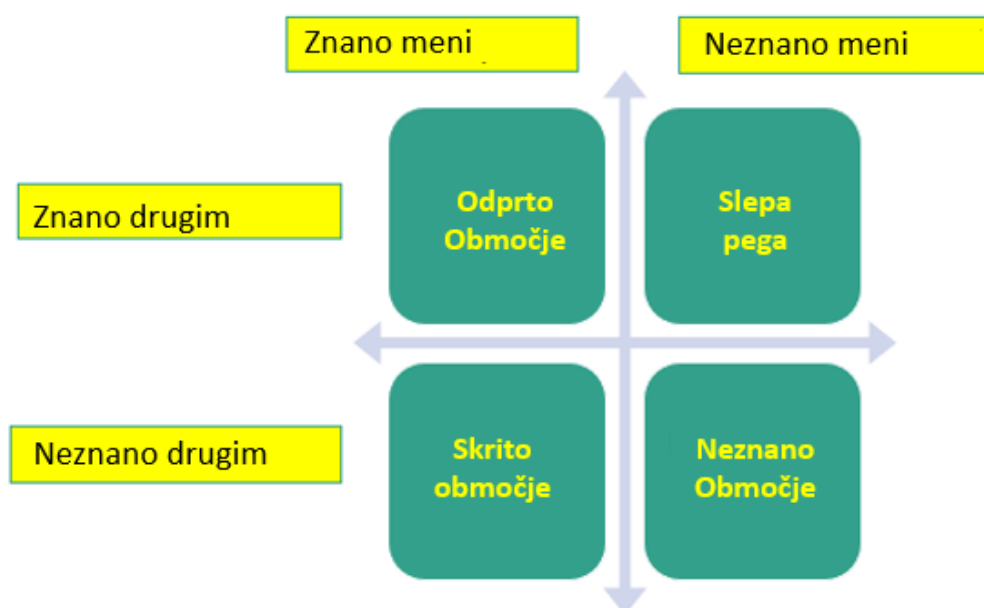 Znano meni
Neznano meni
Znano drugim
Odprto
Območje
Slepa
pega
Neznano drugim
Skrito
območje
Neznano
Območje